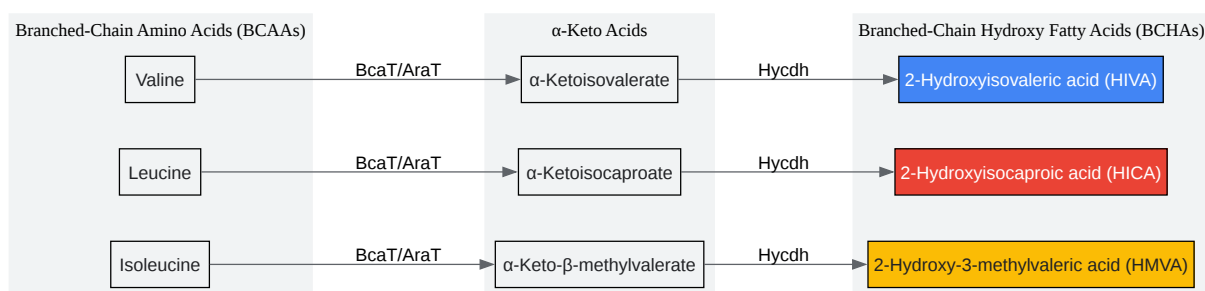 Branched-Chain Amino Acids (BCAAs)
α-Keto Acids
Branched-Chain Hydroxy Fatty Acids (BCHAs)
Valine
BcaT/AraT
α-Ketoisovalerate
Hycdh
2-Hydroxyisovaleric acid (HIVA)
Leucine
BcaT/AraT
α-Ketoisocaproate
Hycdh
2-Hydroxyisocaproic acid (HICA)
Isoleucine
BcaT/AraT
α-Keto-β-methylvalerate
Hycdh
2-Hydroxy-3-methylvaleric acid (HMVA)